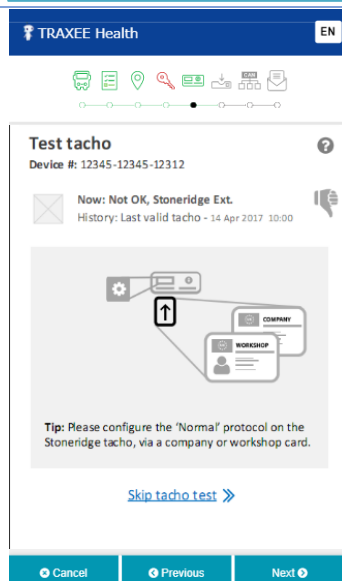 TRAXEE Health
EN
CAN
Test tacho
Device #: 12345-12345-12312
Now: Not OK, Stoneridge Ext.
History: Last valid tacho - 14 Apr 2017 10:00
COMPANY
WORKSHOP
Tip: Please configure the 'Normal' protocol on the
Stoneridge tacho, via a company or workshop card.
Skip tacho test
Cancel
Previous
Next